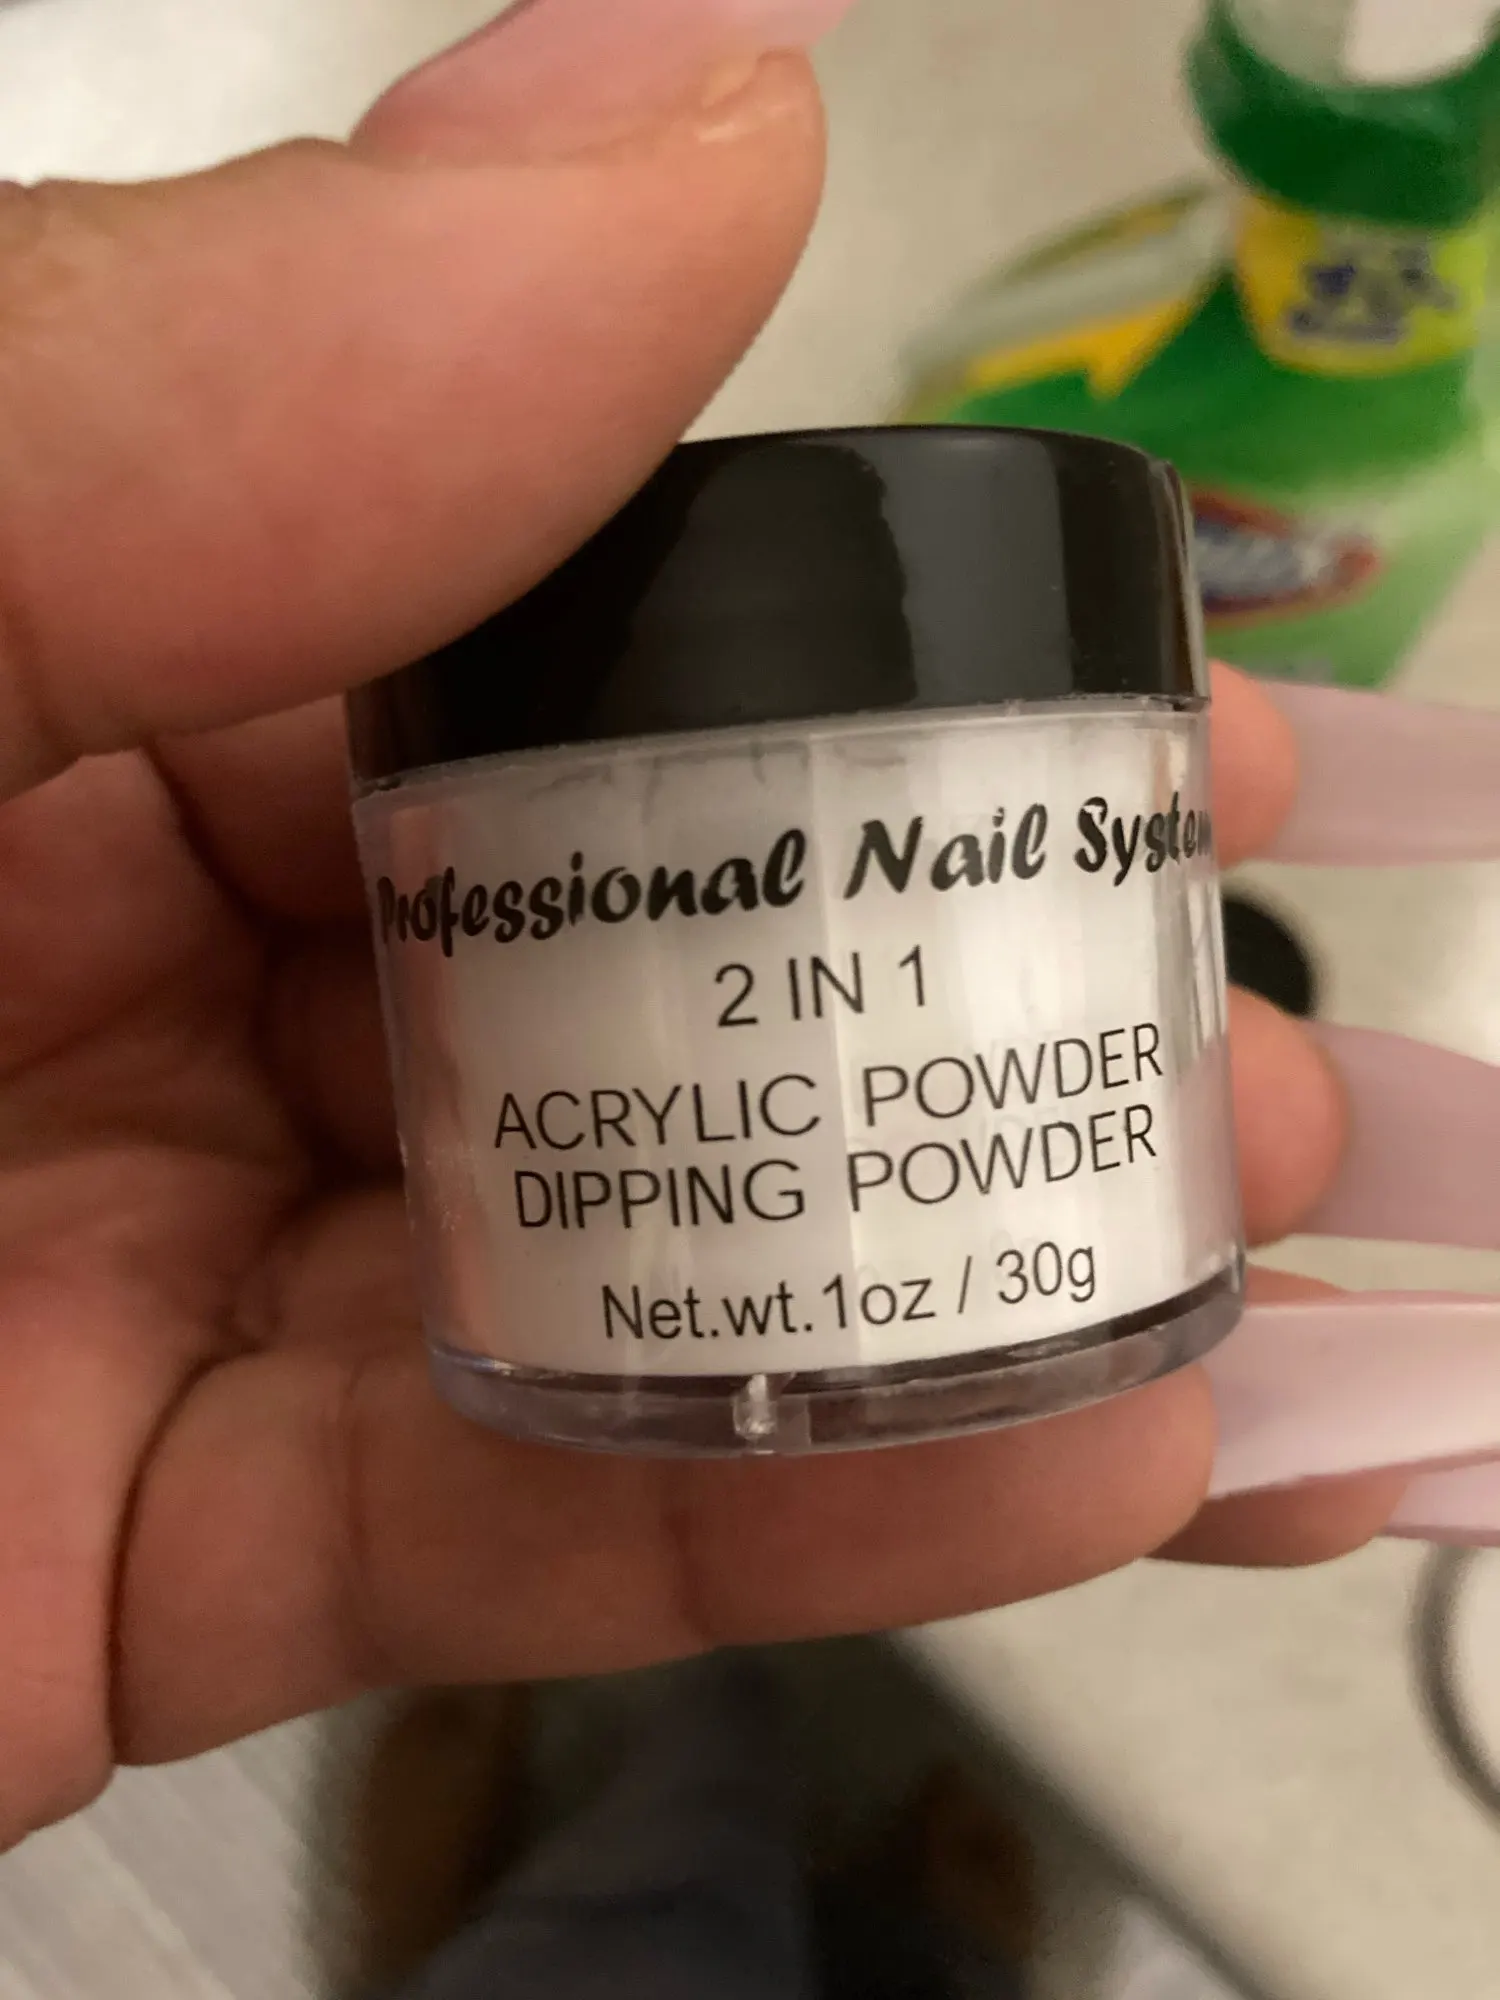 Professional Nail System
2 IN 1
ACRYLIC POWDER
DIPPING POWDER
Net.wt.1oz / 30g